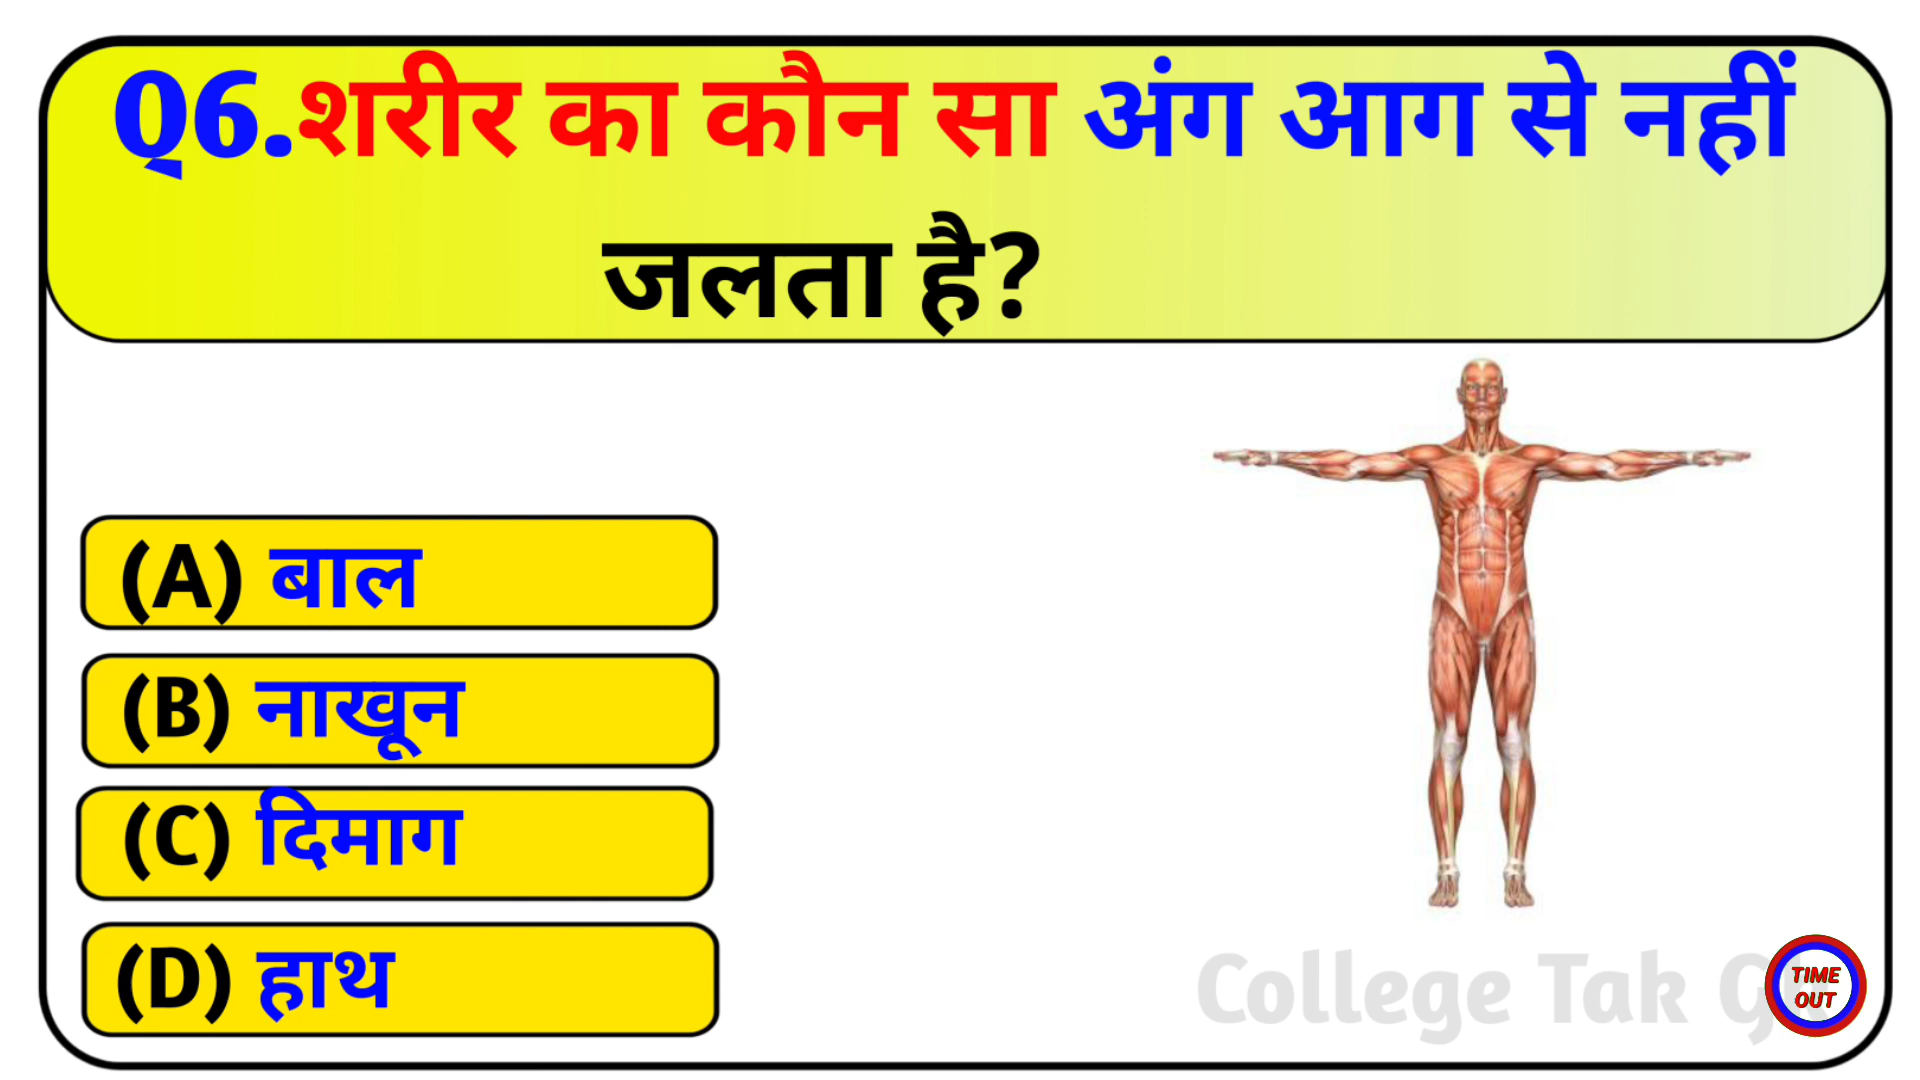 Q6.शरीर का कौन सा अंग आग से नहीं
जलता है?
(A) बाल
(B) नाखून
(C) दिमाग
(D) हाथ
College Tak
TIME
OUT